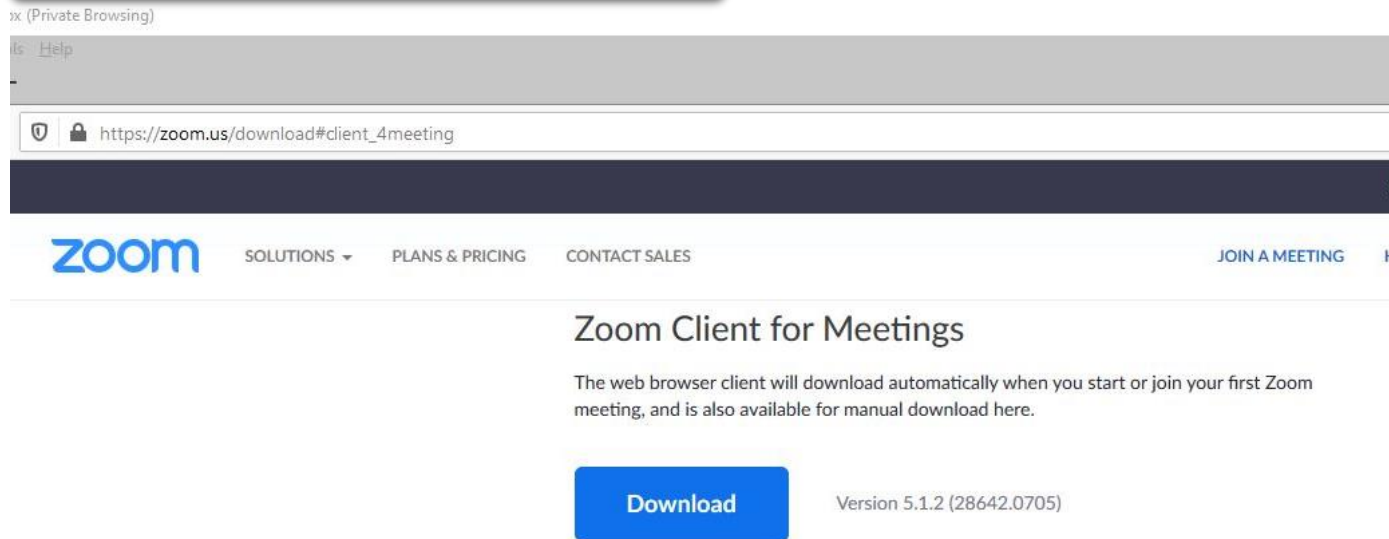 (Private Browsing)
Help
https://zoom.us/download#client_4meeting
zoom SOLUTIONS PLANS & PRICING CONTACT SALES JOIN A MEETING
Zoom Client for Meetings
The web browser client will download automatically when you start or join your first Zoom
meeting, and is also available for manual download here.
Download Version 5.1.2 (28642.0705)